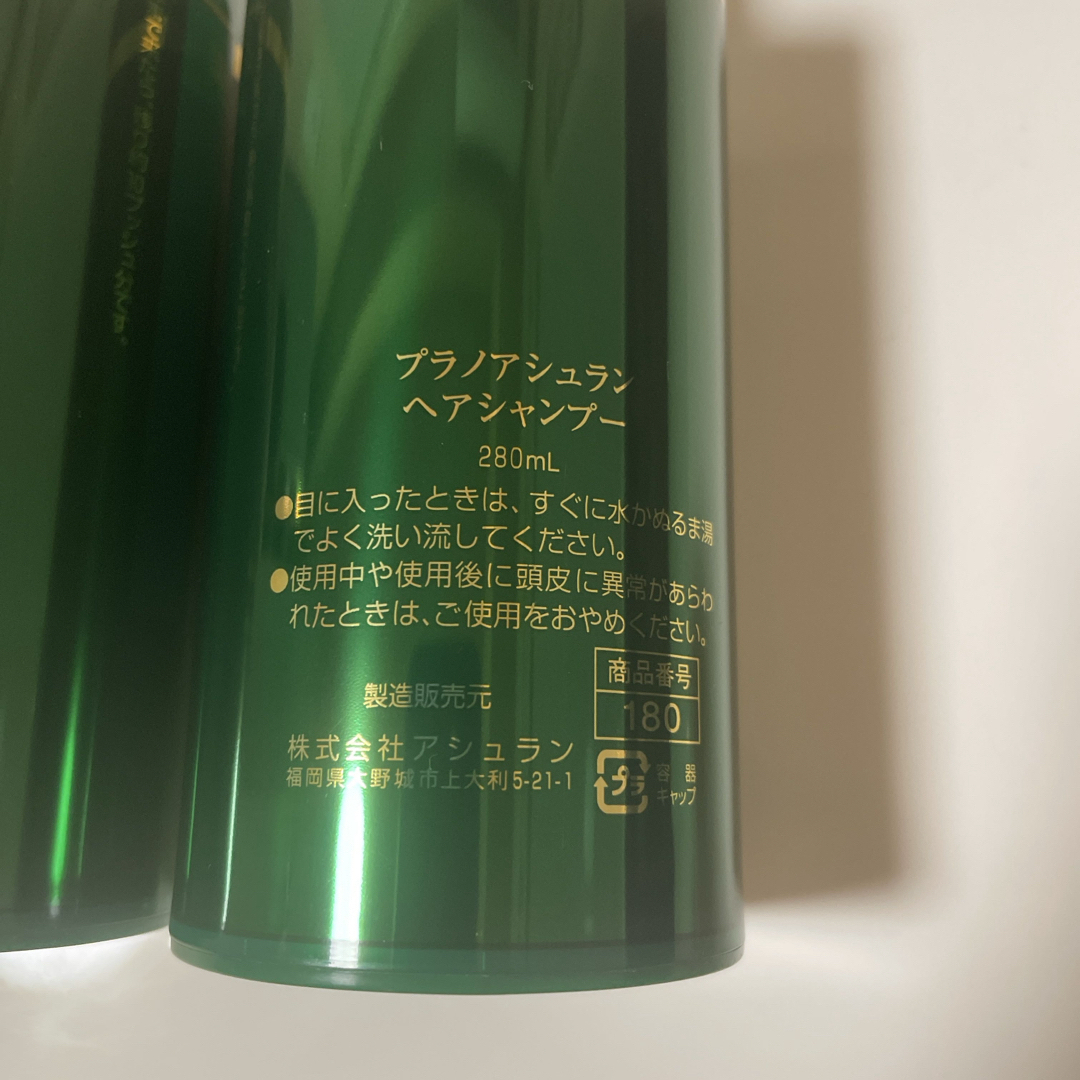 プラノアシュラン
ヘアシャンプー
280mL
●目に入ったときは、すぐに水かぬるま湯
でよく洗い流してください。
●使用中や使用後に頭皮に異常があらわ
れたときは、ご使用をおやめください。
商品番号
180
製造販売元
株式会社アシュラン
福岡県大野城市上大利5-21-1
プラ
容器
キャップ